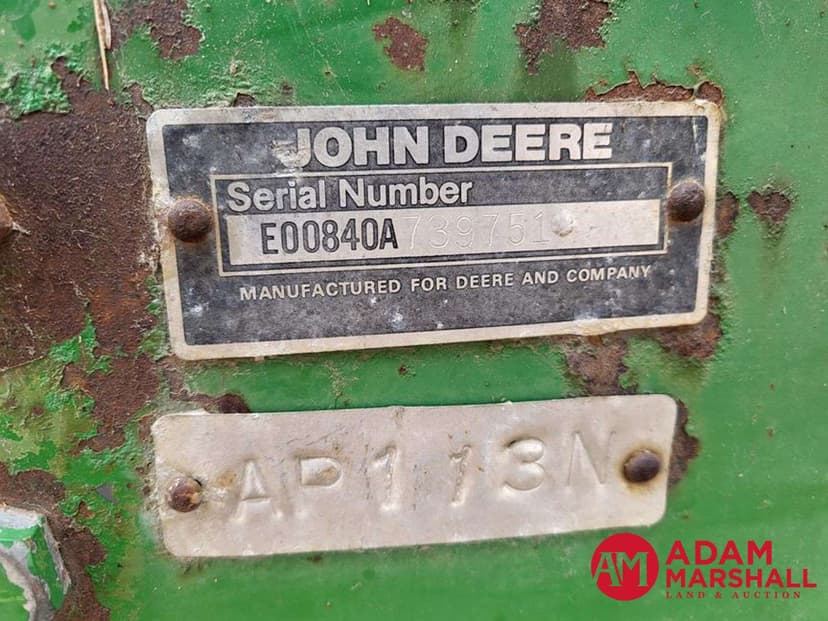 JOHN DEERE
Serial Number
E00840A739751
MANUFACTURED FOR DEERE AND COMPANY
AP113N
AM ADAM
MARSHALL
LAND & AUCTION